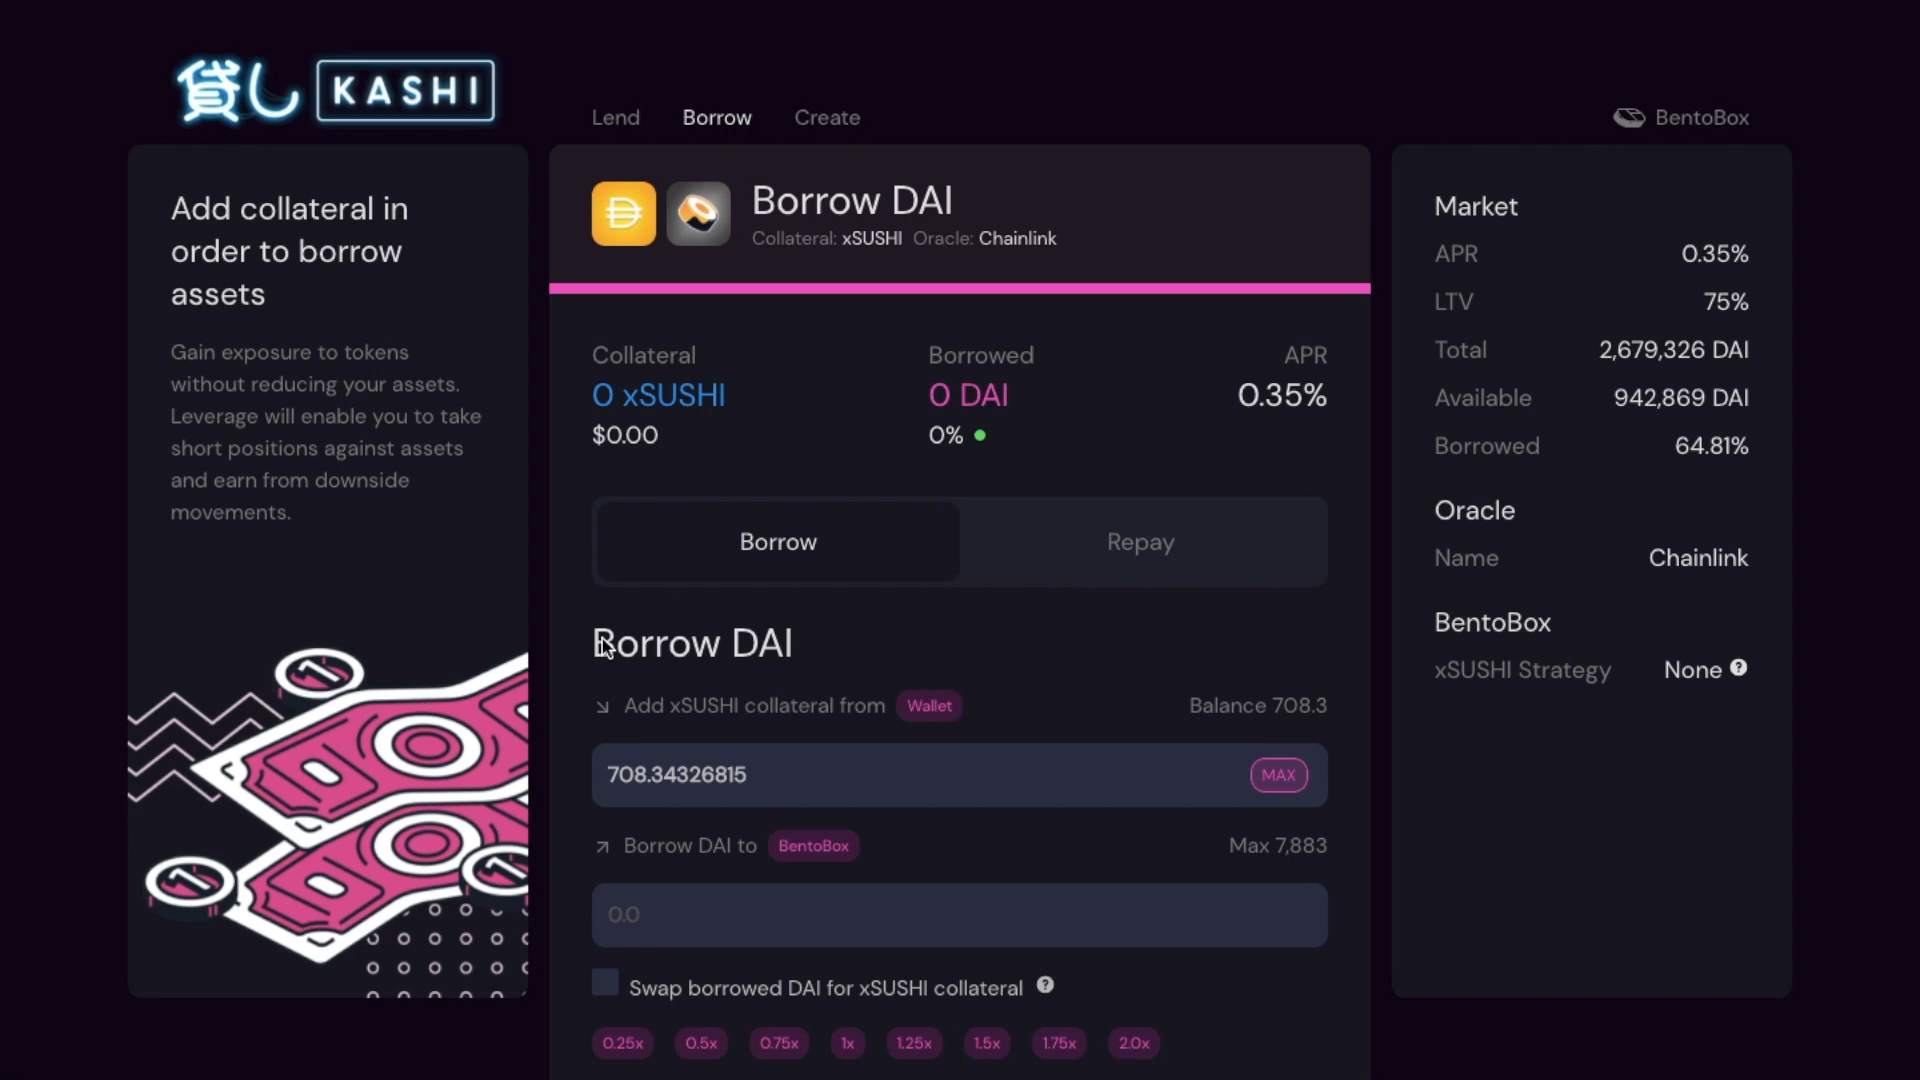 貸し KASHI
Lend Borrow Create
BentoBox
Add collateral in
order to borrow
assets
Gain exposure to tokens
without reducing your assets.
Leverage will enable you to take
short positions against assets
and earn from downside
movements.
Borrow DAI
Collateral: xSUSHI Oracle: Chainlink
Collateral Borrowed APR
0 xSUSHI 0 DAI 0.35%
$0.00 0%
Borrow Repay
Borrow DAI
Add xSUSHI collateral from Wallet Balance 708.3
708.34326815 MAX
Borrow DAI to BentoBox Max 7,883
0.0
Swap borrowed DAI for xSUSHI collateral ?
0.25x 0.5x 0.75x 1x 1.25x 1.5x 1.75x 2.0x
Market
APR 0.35%
LTV 75%
Total 2,679,326 DAI
Available 942,869 DAI
Borrowed 64.81%
Oracle
Name Chainlink
BentoBox
xSUSHI Strategy None ?